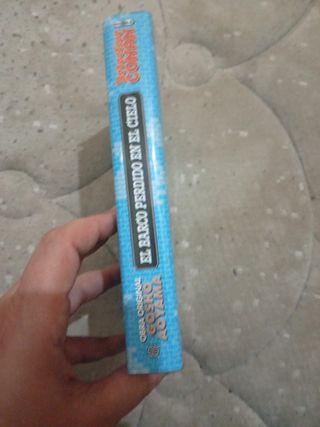 Detective
CONAN
EL BARCO PERDIDO EN EL CIELO
OBRA ORIGINAL
GOSHO
AOYAMA